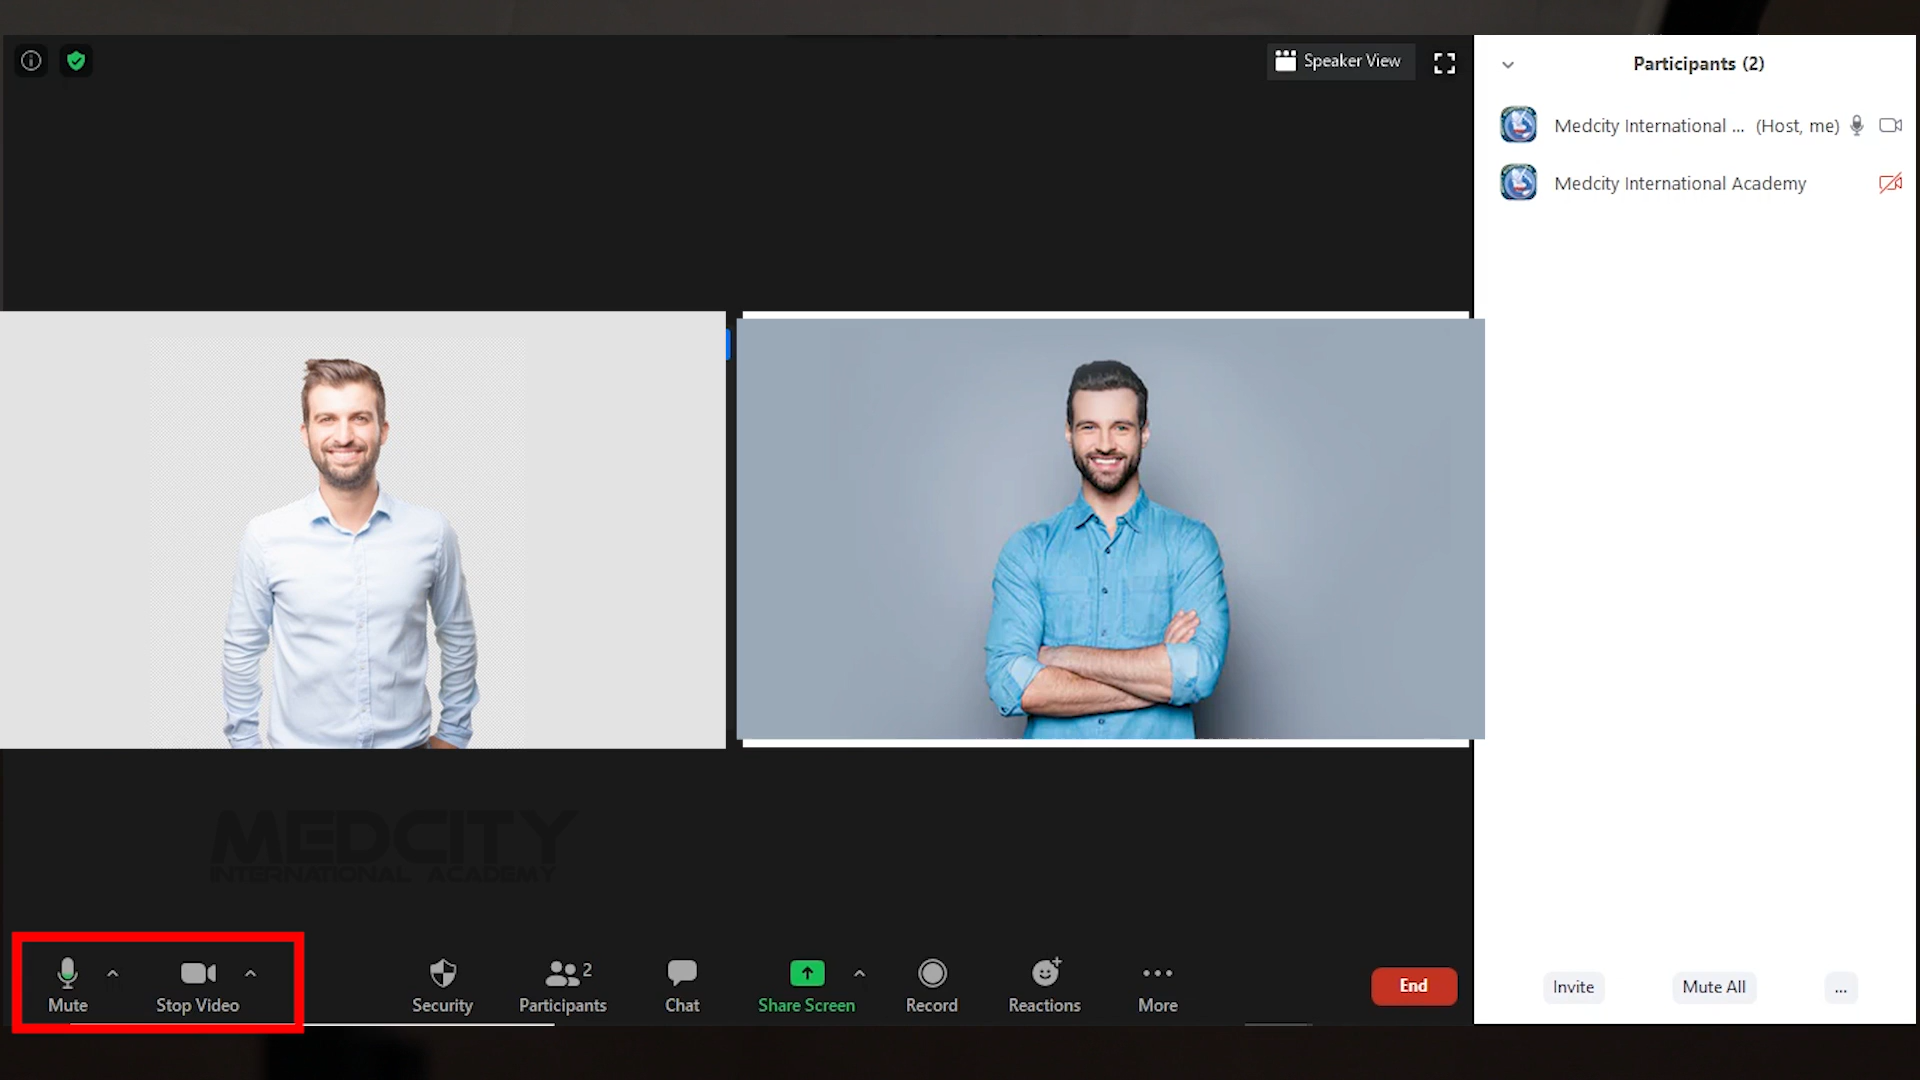 Speaker View
Participants (2)
Medcity International ... (Host, me)
Medcity International Academy
MEDCITY
INTERNATIONAL ACADEMY
Mute
Stop Video
Security
2
Participants
Chat
Share Screen
Record
Reactions
More
End
Invite
Mute All
...